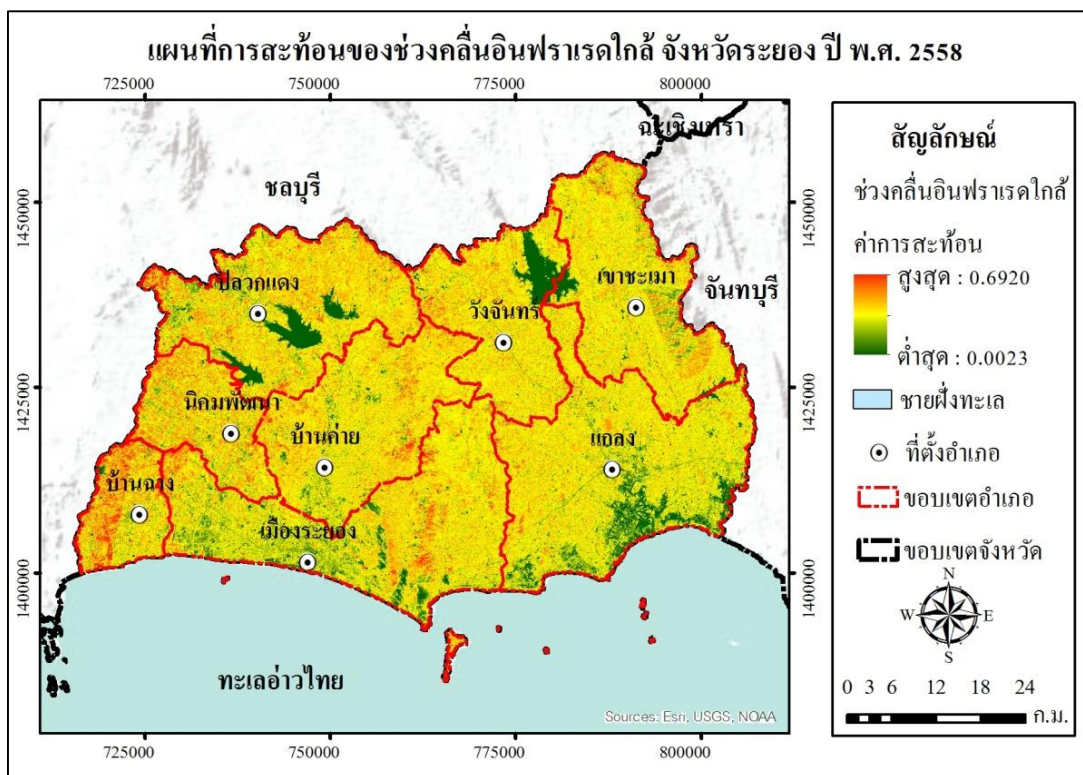 แผนที่การสะท้อนของช่วงคลื่นอินฟราเรดใกล้ จังหวัดระยอง ปี พ.ศ. 2558
725000 750000 775000 800000
ฉะเชิงเทรา
ชลบุรี
จันทบุรี
1450000
1450000
ปลวกแดง
วังจันทร์
เขาชะเมา
1425000
1425000
นิคมพัฒนา
บ้านค่าย
แกลง
บ้านฉาง
เมืองระยอง
1400000
1400000
ทะเลอ่าวไทย
Sources: Esri, USGS, NOAA
725000 750000 775000 800000
สัญลักษณ์
ช่วงคลื่นอินฟราเรดใกล้
ค่าการสะท้อน
สูงสุด : 0.6920
ต่ำสุด : 0.0023
ชายฝั่งทะเล
ที่ตั้งอำเภอ
ขอบเขตอำเภอ
ขอบเขตจังหวัด
N
W E
S
0 3 6 12 18 24
ก.ม.